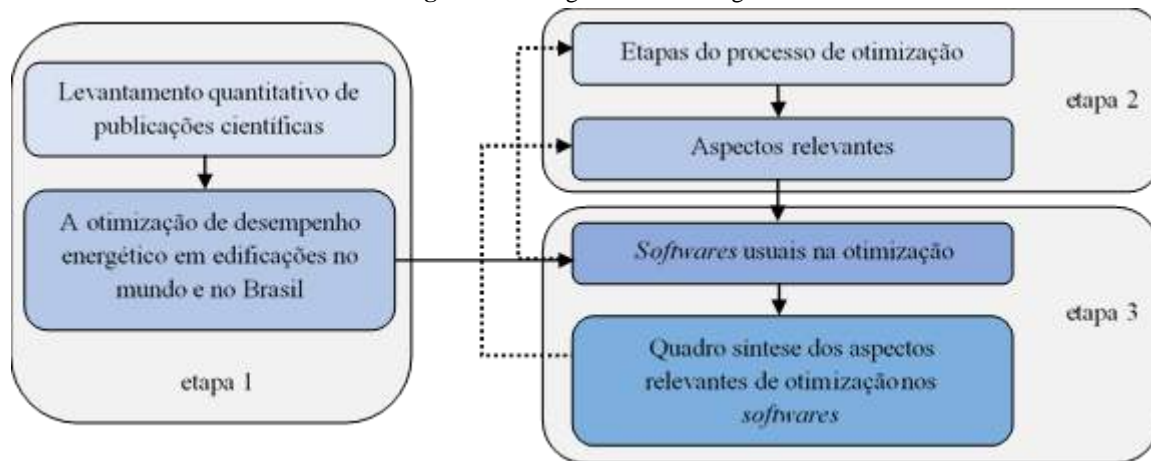 Levantamento quantitativo de
publicações científicas
A otimização de desempenho
energético em edificações no
mundo e no Brasil
etapa 1
Etapas do processo de otimização
Aspectos relevantes
etapa 2
Softwares usuais na otimização
Quadro síntese dos aspectos
relevantes de otimização nos
softwares
etapa 3